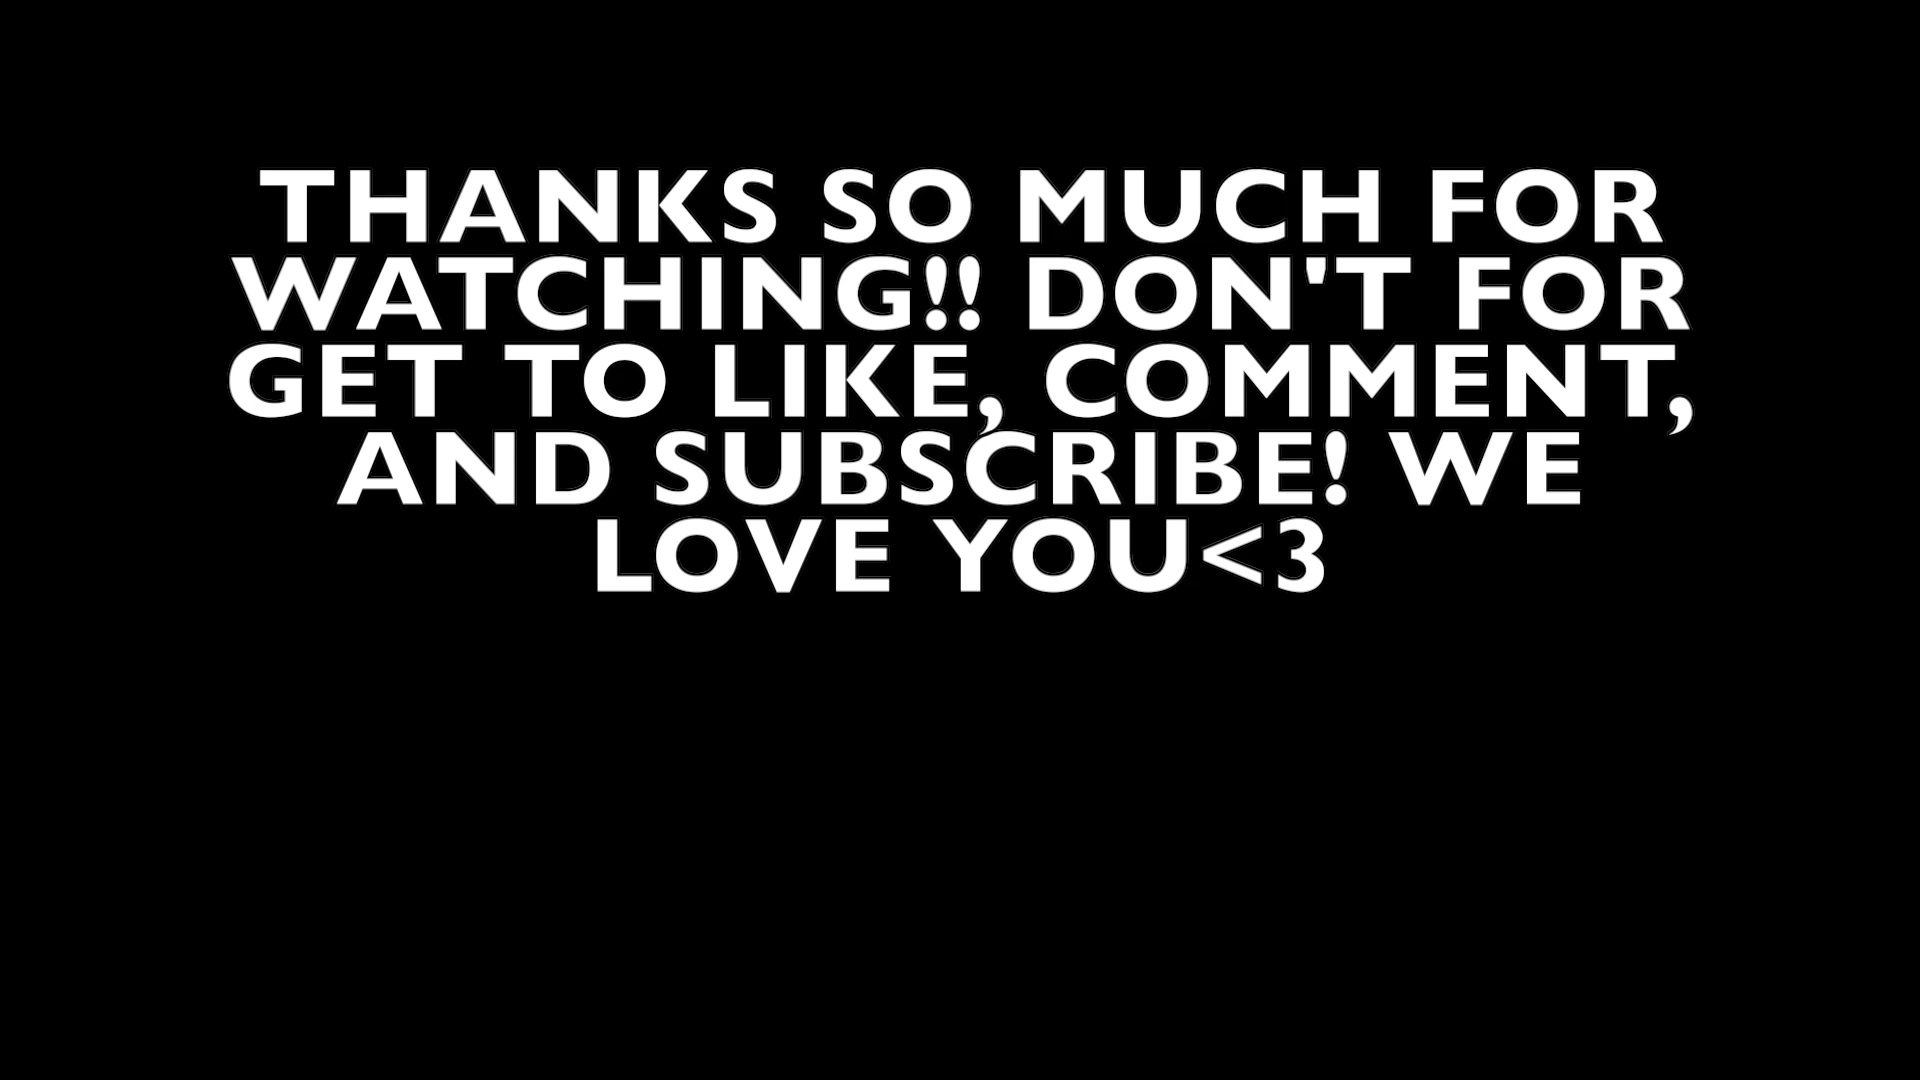 THANKS SO MUCH FOR
WATCHING!! DON'T FOR
GET TO LIKE, COMMENT,
AND SUBSCRIBE! WE
LOVE YOU<3